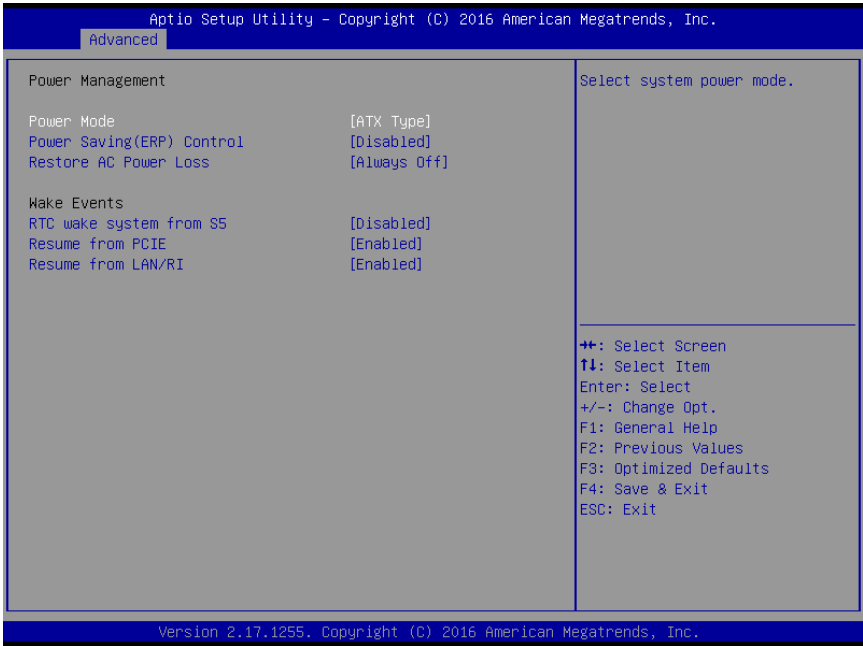 Aptio Setup Utility – Copyright (C) 2016 American Megatrends, Inc.
Advanced
Power Management
Power Mode [ATX Type]
Power Saving(ERP) Control [Disabled]
Restore AC Power Loss [Always Off]
Wake Events
RTC wake system from S5 [Disabled]
Resume from PCIE [Enabled]
Resume from LAN/RI [Enabled]
Select system power mode.
→←: Select Screen
↑↓: Select Item
Enter: Select
+/-: Change Opt.
F1: General Help
F2: Previous Values
F3: Optimized Defaults
F4: Save & Exit
ESC: Exit
Version 2.17.1255. Copyright (C) 2016 American Megatrends, Inc.